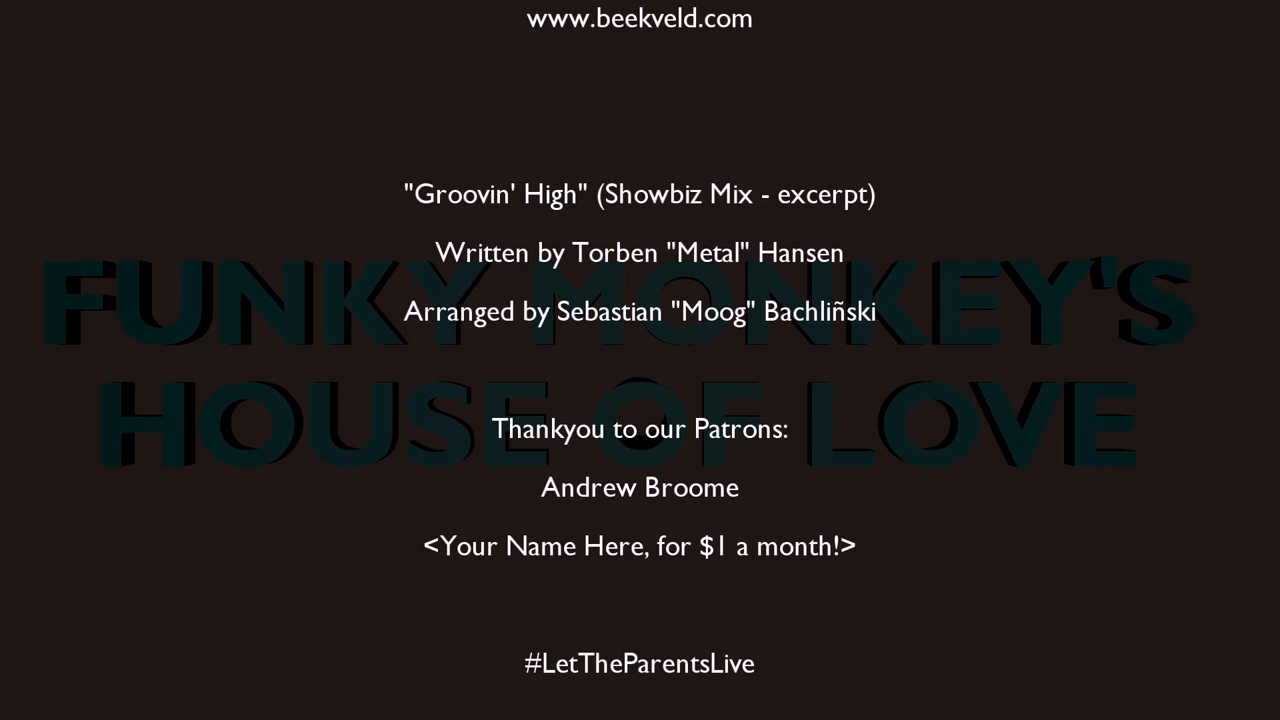 www.beekveld.com
"Groovin' High" (Showbiz Mix - excerpt)
Written by Torben "Metal" Hansen
FUNKY MONKEY'S
Arranged by Sebastian "Moog" Bachliñski
HOUSE OF LOVE
Thankyou to our Patrons:
Andrew Broome
<Your Name Here, for $1 a month!>
#LetTheParentsLive